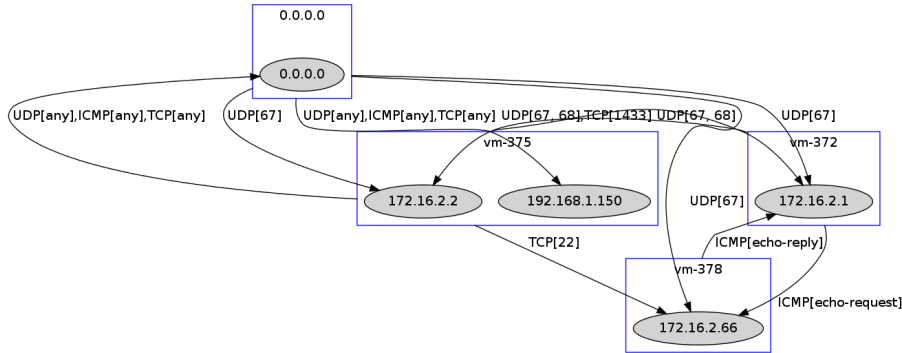 0.0.0.0
0.0.0.0
UDP[any],ICMP[any],TCP[any]
UDP[67]
UDP[any],ICMP[any],TCP[any]
UDP[67, 68],TCP[1433]
UDP[67, 68]
UDP[67]
vm-375
vm-372
172.16.2.2
192.168.1.150
UDP[67]
172.16.2.1
TCP[22]
ICMP[echo-reply]
vm-378
ICMP[echo-request]
172.16.2.66